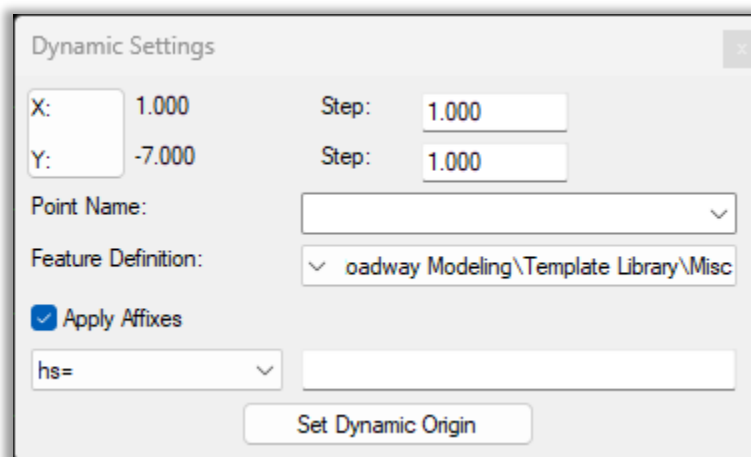 Dynamic Settings
x
X: 1.000 Step: 1.000
Y: -7.000 Step: 1.000
Point Name:
Feature Definition: oadway Modeling\Template Library\Misc
Apply Affixes
hs=
Set Dynamic Origin